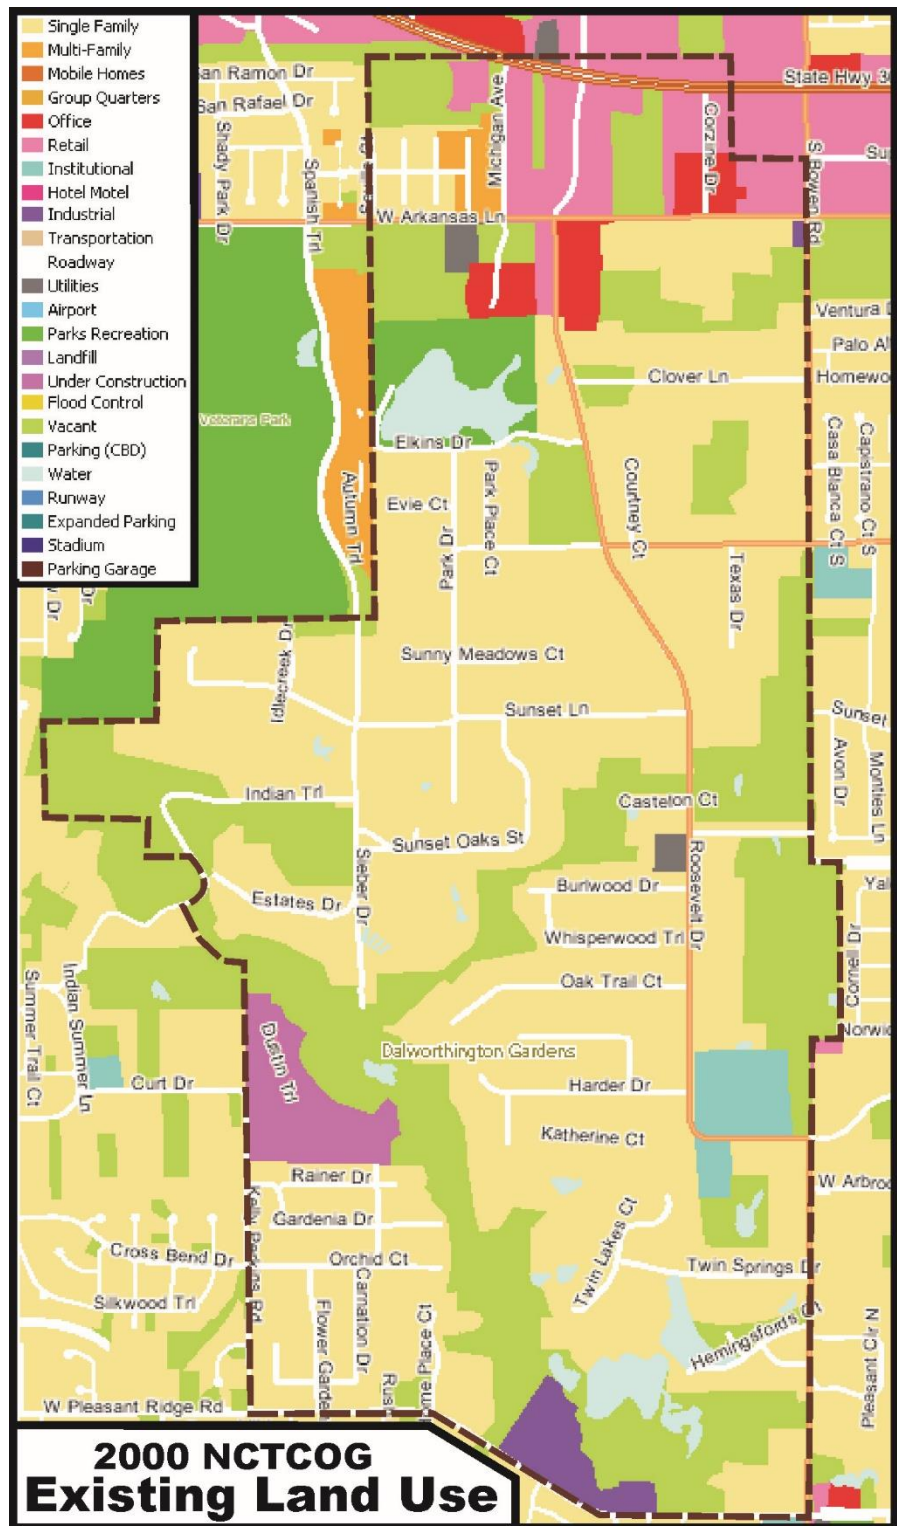 Single Family
Multi-Family
Mobile Homes
Group Quarters
Office
Retail
Institutional
Hotel Motel
Industrial
Transportation
Roadway
Utilities
Airport
Parks Recreation
Landfill
Under Construction
Flood Control
Vacant
Parking (CBD)
Water
Runway
Expanded Parking
Stadium
Parking Garage
San Ramon Dr
San Rafael Dr
Shady Park Dr
Spanish Trl
Michigan Ave
Corzine Dr
State Hwy 30
S Bowen Rd
W Arkansas Ln
Ventura
Palo Al
Clover Ln
Homewo
Veterans Park
Elkins Dr
Casa Blanca Ct S
Capistrano Ct S
Autumn Trl
Evie Ct
Park Dr
Park Place Ct
Courtney Ct
Texas Dr
Dr
Dr
Idlecreek Dr
Sunny Meadows Ct
Sunset Ln
Sunset
Avon Dr
Monties Ln
Indian Trl
Castelon Ct
Sunset Oaks St
Sieber Dr
Roosevelt Dr
Estates Dr
Burlwood Dr
Whisperwood Trl
Cornell Dr
Oak Trail Ct
Norwic
Summer Trail Ct
Indian Summer Ln
Dustin Trl
Dalworthington Gardens
Curt Dr
Harder Dr
Katherine Ct
Rainer Dr
W Arbroo
Kelly Perkins Rd
Gardenia Dr
Cross Bend Dr
Orchid Ct
Twin Lakes Ct
Twin Springs Dr
Silkwood Trl
Flower Garden
Carnation Dr
Rush
Home Place Ct
Hemingsfords Ct
Pleasant Cir N
W Pleasant Ridge Rd
2000 NCTCOG
Existing Land Use